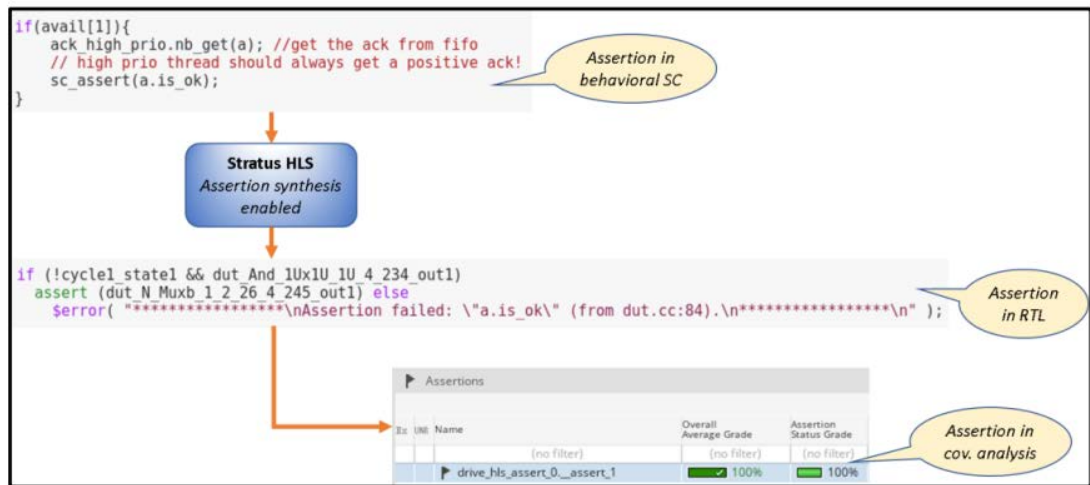 if(avail[1]){
ack_high_prio.nb_get(a); //get the ack from fifo
// high prio thread should always get a positive ack!
sc_assert(a.is_ok);
}
Assertion in
behavioral SC
Stratus HLS
Assertion synthesis
enabled
if (!cycle1_state1 && dut_And_1Ux1U_1U_4_234_out1)
assert (dut_N_Muxb_1_2_26_4_245_out1) else
$error( "*****************\nAssertion failed: \"a.is_ok\" (from dut.cc:84).\n*****************\n" );
Assertion
in RTL
Assertions
Ex UNR Name Overall Average Grade Assertion Status Grade
(no filter) (no filter) (no filter)
drive_hls_assert_0.__assert_1 100% 100%
Assertion in
cov. analysis